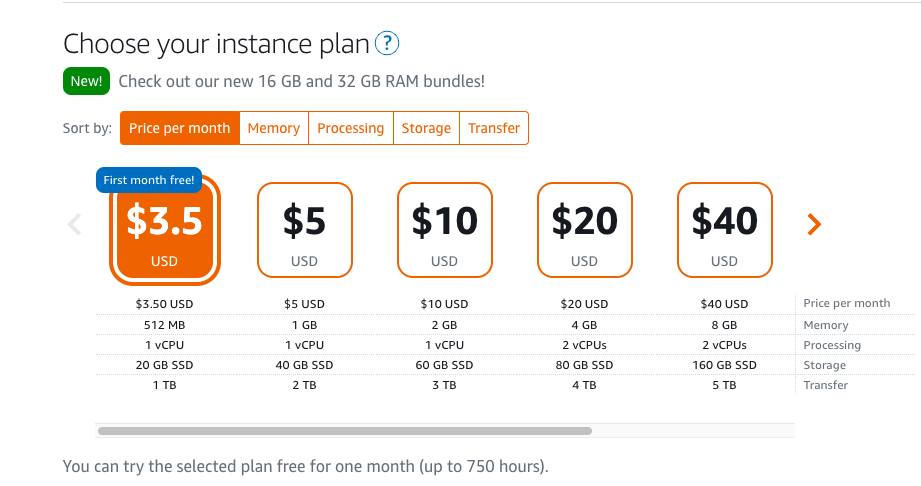 Choose your instance plan ?
New! Check out our new 16 GB and 32 GB RAM bundles!
Sort by: Price per month Memory Processing Storage Transfer
First month free!
$3.5 $5 $10 $20 $40
USD USD USD USD USD
$3.50 USD $5 USD $10 USD $20 USD $40 USD Price per month
512 MB 1 GB 2 GB 4 GB 8 GB Memory
1 vCPU 1 vCPU 1 vCPU 2 vCPUs 2 vCPUs Processing
20 GB SSD 40 GB SSD 60 GB SSD 80 GB SSD 160 GB SSD Storage
1 TB 2 TB 3 TB 4 TB 5 TB Transfer
You can try the selected plan free for one month (up to 750 hours).